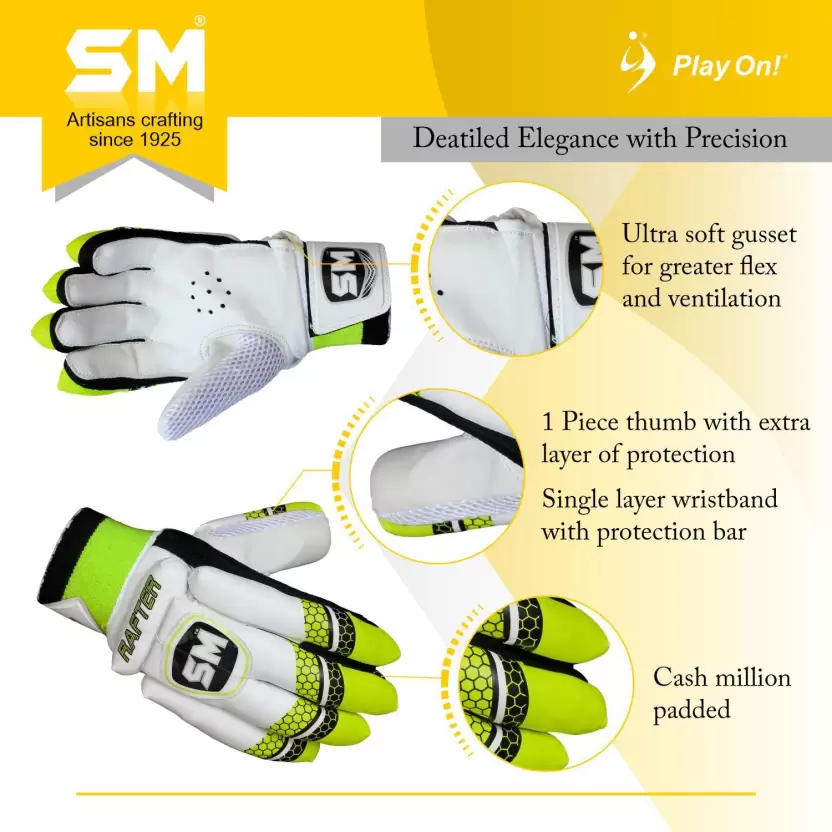 SM®
Artisans crafting
since 1925
Play On!®
Deatiled Elegance with Precision
SM
SM
Ultra soft gusset
for greater flex
and ventilation
1 Piece thumb with extra
layer of protection
Single layer wristband
with protection bar
RAFTER
SM
Cash million
padded